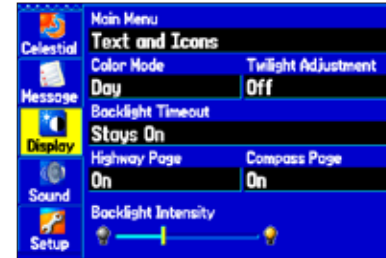 Main Menu
Celestial
Text and Icons
Color Mode Twilight Adjustment
Message
Day Off
Backlight Timeout
Display
Stays On
Highway Page Compass Page
On On
Sound
Backlight Intensity
Setup